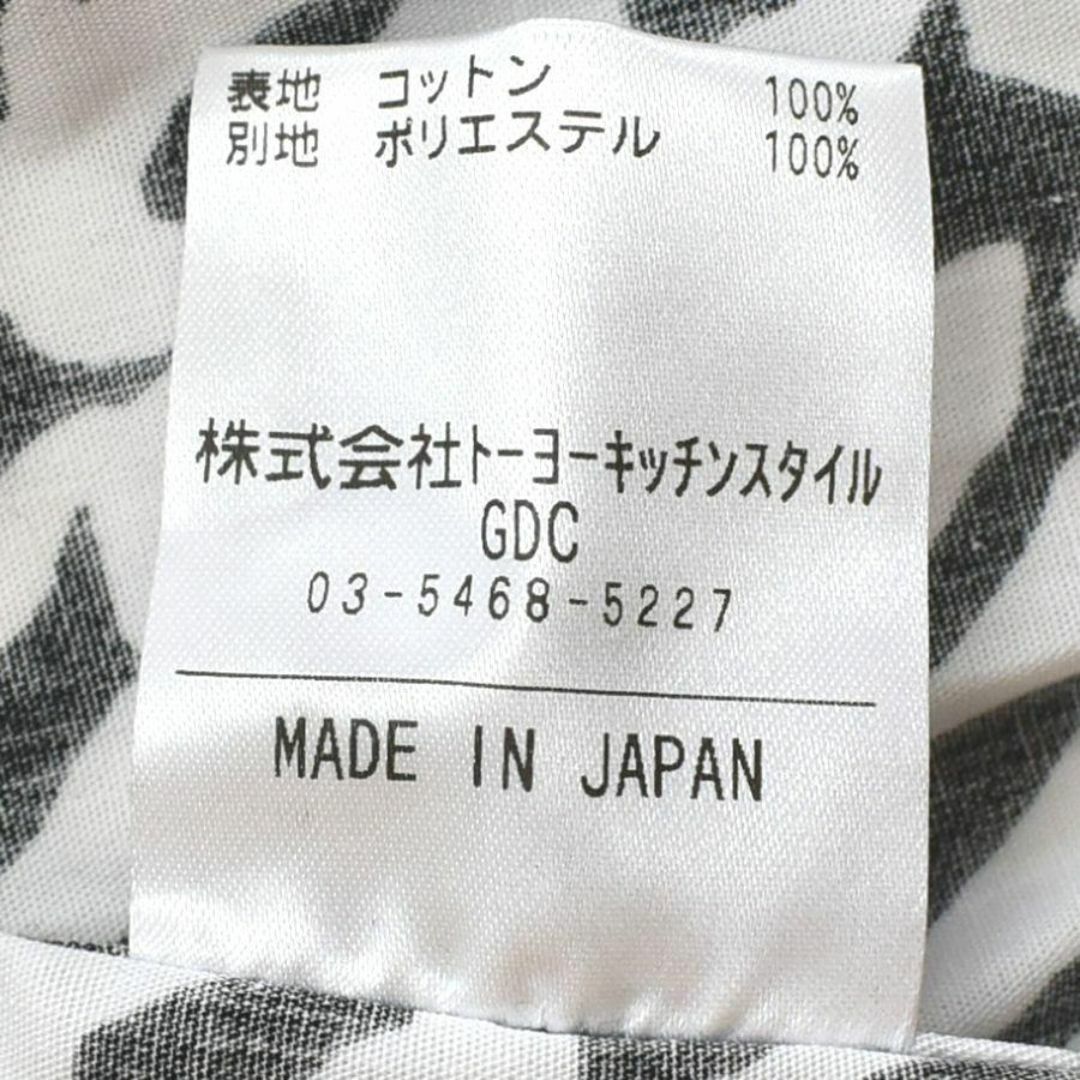 表地 コットン 100%
別地 ポリエステル 100%
株式会社トーヨーキッチンスタイル
GDC
03-5468-5227
MADE IN JAPAN